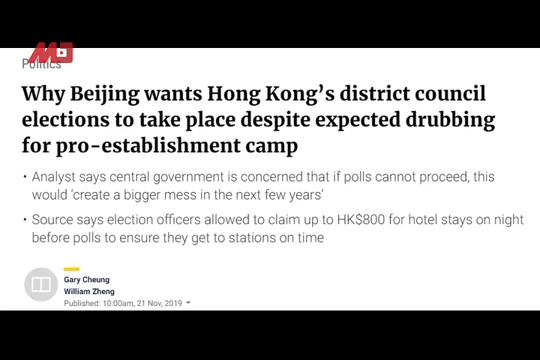 Politics
Why Beijing wants Hong Kong's district council
elections to take place despite expected drubbing
for pro-establishment camp
• Analyst says central government is concerned that if polls cannot proceed, this
would 'create a bigger mess in the next few years'
• Source says election officers allowed to claim up to HK$800 for hotel stays on night
before polls to ensure they get to stations on time
Gary Cheung
William Zheng
Published: 10:00am, 21 Nov, 2019